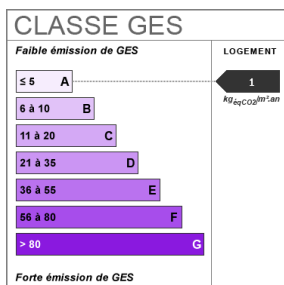 CLASSE GES
Faible émission de GES
LOGEMENT
≤ 5 A
1
kgéqCO2/m².an
6 à 10 B
11 à 20 C
21 à 35 D
36 à 55 E
56 à 80 F
> 80 G
Forte émission de GES